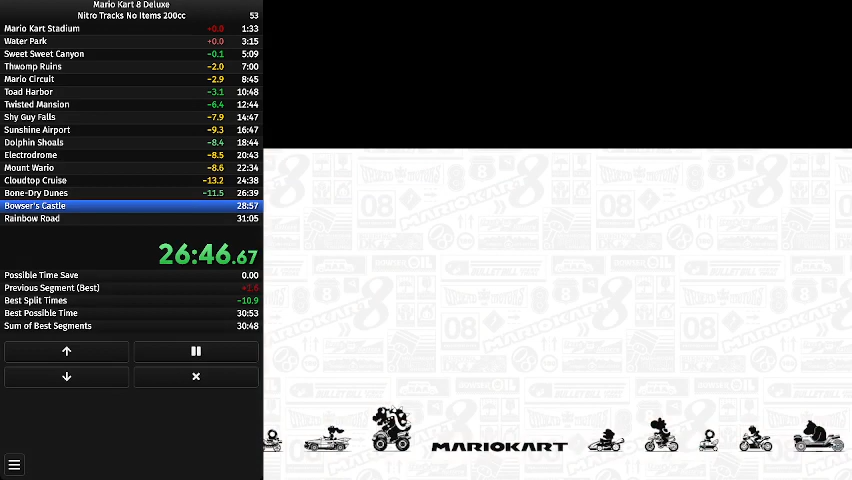 Mario Kart 8 Deluxe
Nitro Tracks No Items 200cc 53
Mario Kart Stadium +0.0 1:33
Water Park +0.0 3:15
Sweet Sweet Canyon −0.1 5:09
Thwomp Ruins −2.0 7:00
Mario Circuit −2.9 8:45
Toad Harbor −3.1 10:48
Twisted Mansion −6.4 12:44
Shy Guy Falls −7.9 14:47
Sunshine Airport −9.3 16:47
Dolphin Shoals −8.4 18:44
Electrodrome −8.5 20:43
Mount Wario −8.6 22:34
Cloudtop Cruise −13.2 24:38
Bone-Dry Dunes −11.5 26:39
Bowser's Castle 28:57
Rainbow Road 31:05
26:46.67
Possible Time Save 0.00
Previous Segment (Best) +1.6
Best Split Times −10.9
Best Possible Time 30:53
Sum of Best Segments 30:48
MARIOKART